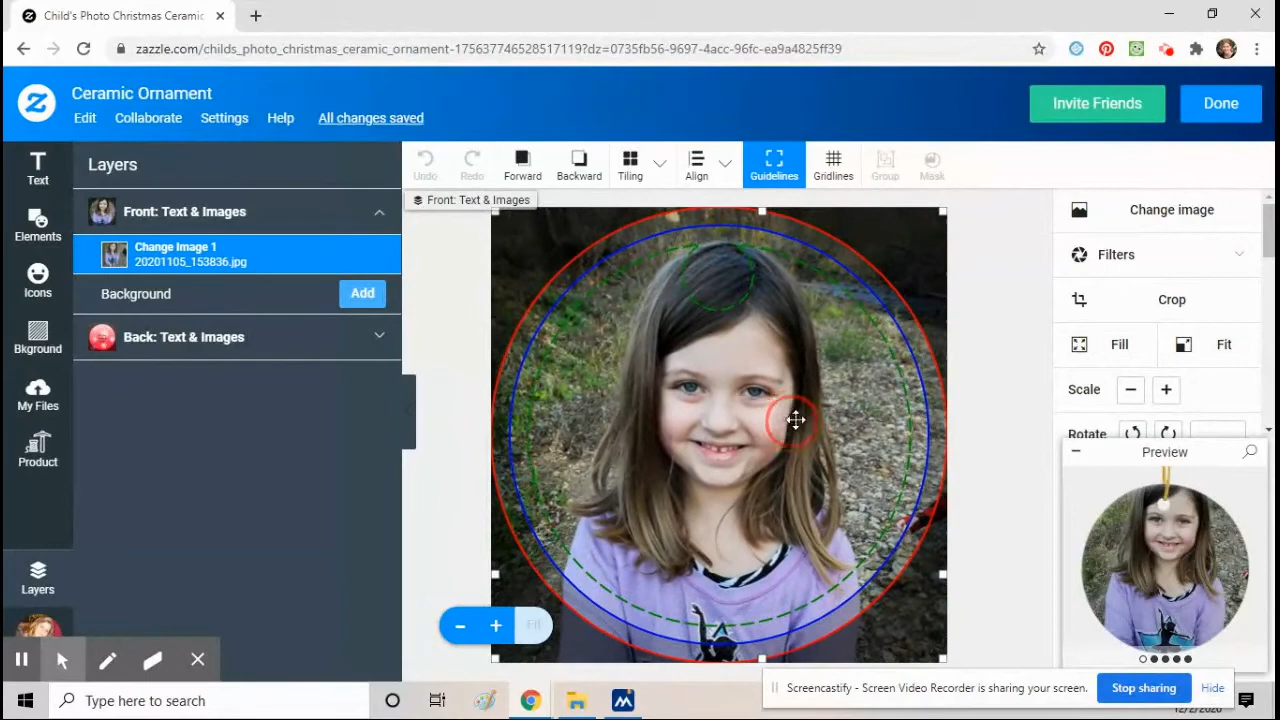 Child's Photo Christmas Ceramic
zazzle.com/childs_photo_christmas_ceramic_ornament-175637746528517119?dz=0735fb56-9697-4acc-96fc-ea9a4825ff39
Ceramic Ornament
Edit Collaborate Settings Help All changes saved
Invite Friends Done
Text
Elements
Icons
Bkground
My Files
Product
Layers
Layers
Front: Text & Images
Change Image 1
20201105_153836.jpg
Background Add
Back: Text & Images
Undo Redo Forward Backward Tiling Align Guidelines Gridlines Group Mask
Front: Text & Images
Change image
Filters
Crop
Fill Fit
Scale
Rotate
Preview
Fit
Screencastify - Screen Video Recorder is sharing your screen. Stop sharing Hide
Type here to search
12/2/2020